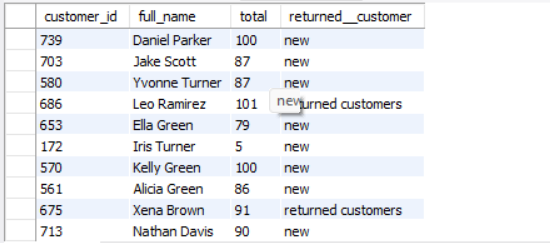 customer_id full_name total returned__customer
739 Daniel Parker 100 new
703 Jake Scott 87 new
580 Yvonne Turner 87 new
686 Leo Ramirez 101 new urned customers
653 Ella Green 79 new
172 Iris Turner 5 new
570 Kelly Green 100 new
561 Alicia Green 86 new
675 Xena Brown 91 returned customers
713 Nathan Davis 90 new